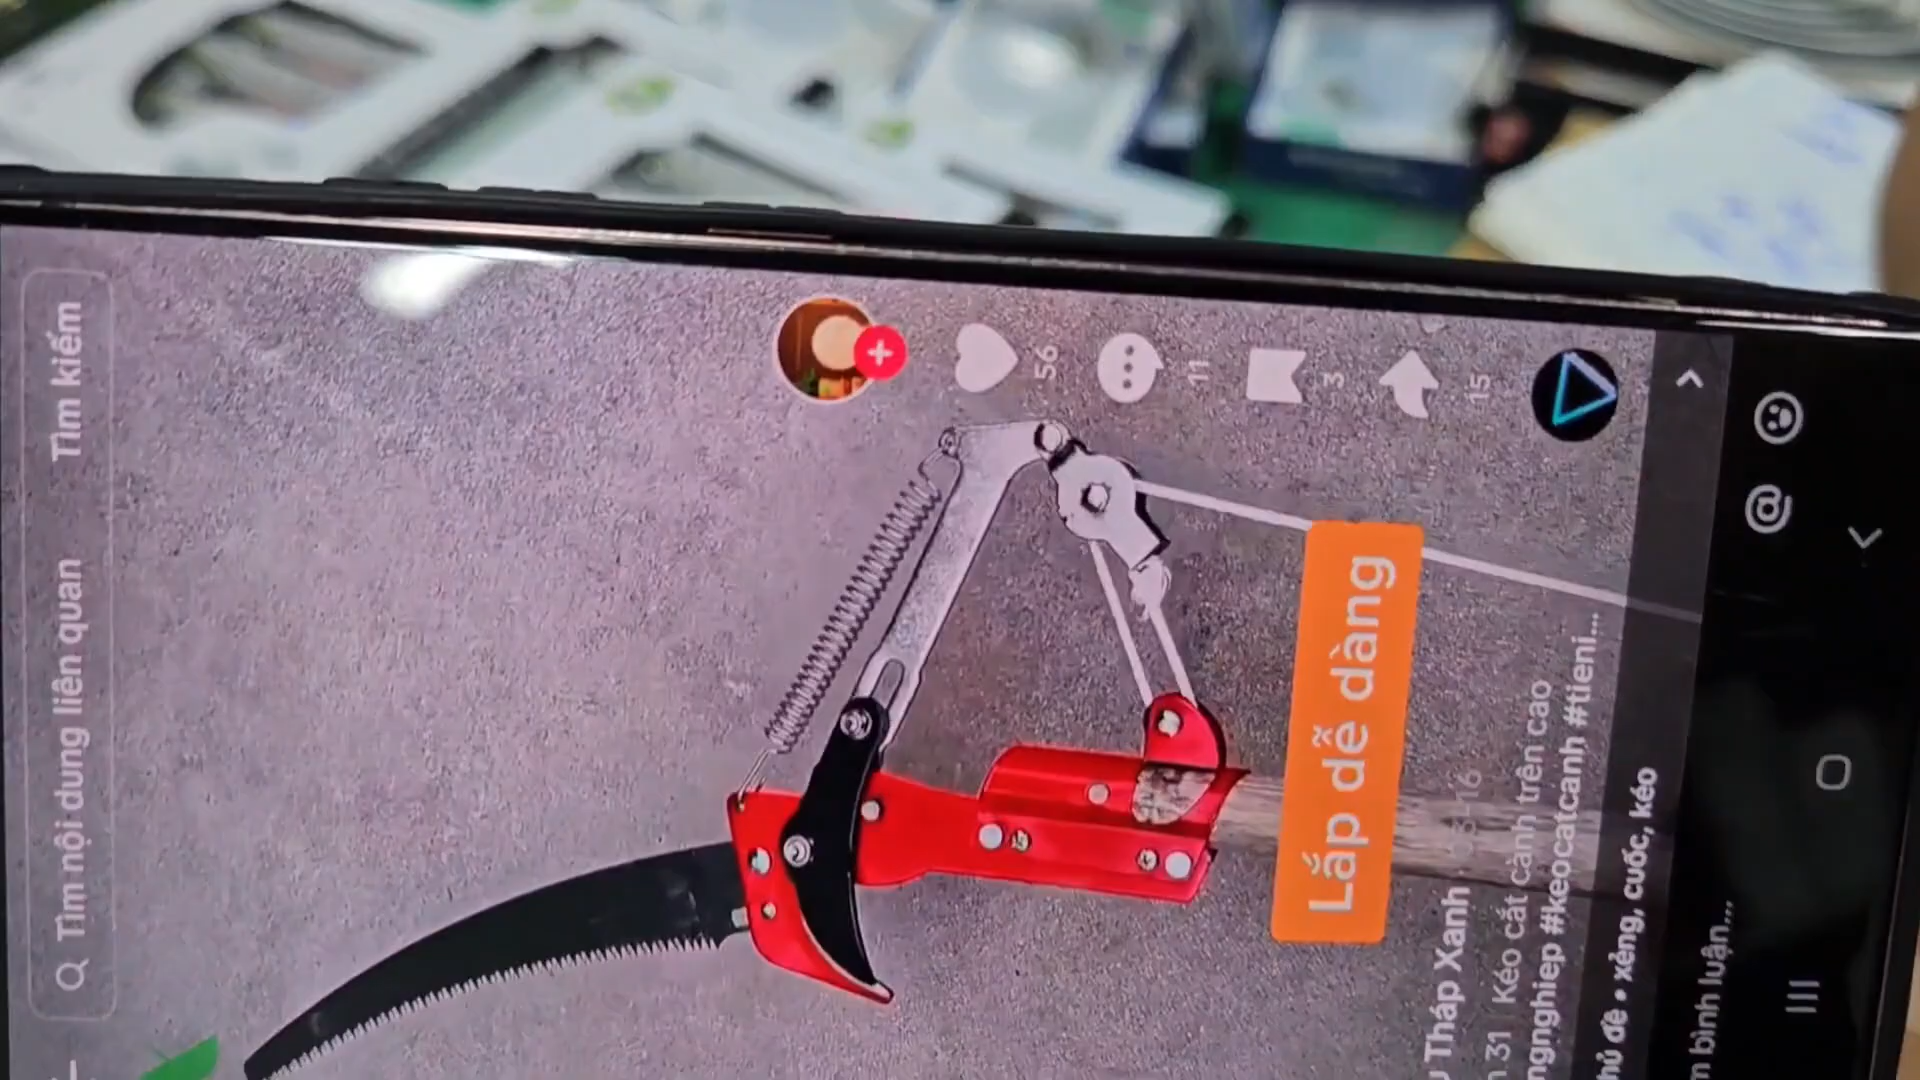 Tìm nội dung liên quan
Tìm kiếm
56
11
3
15
Lắp dễ dàng
Tháp Xanh
31 Kéo cắt cành trên cao
#keocatcanh #tieni...
đề • xẻng, cuốc, kéo
bình luận...